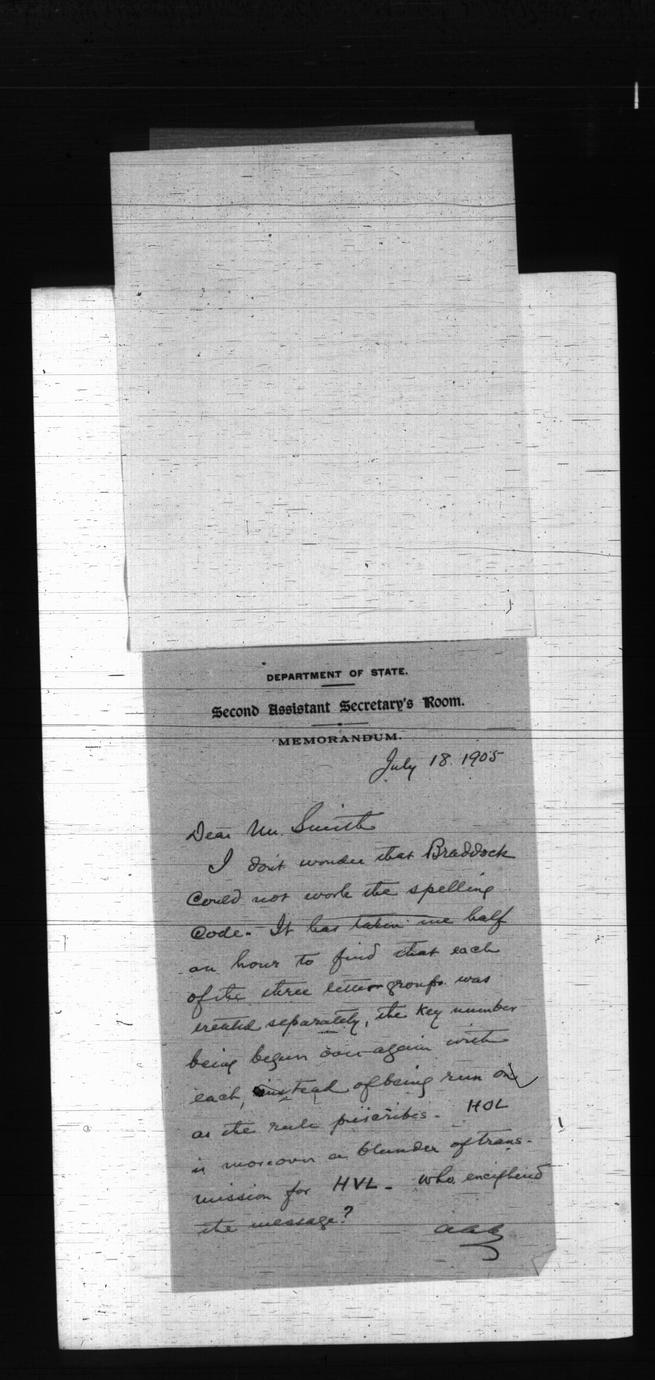 DEPARTMENT OF STATE.
Second Assistant Secretary's Room.
MEMORANDUM.
July 18. 1905
Dear Mr. Smith
I don't wonder that Braddock
could not work the spelling
Code. It has taken me half
an hour to find that each
of the three letter groups was
treated separately, the key number
being begun over again with
each, instead of being run on
as the rule prescribes. HOL
is moreover a blunder of trans-
mission for HVL. Who enciphered
the message?